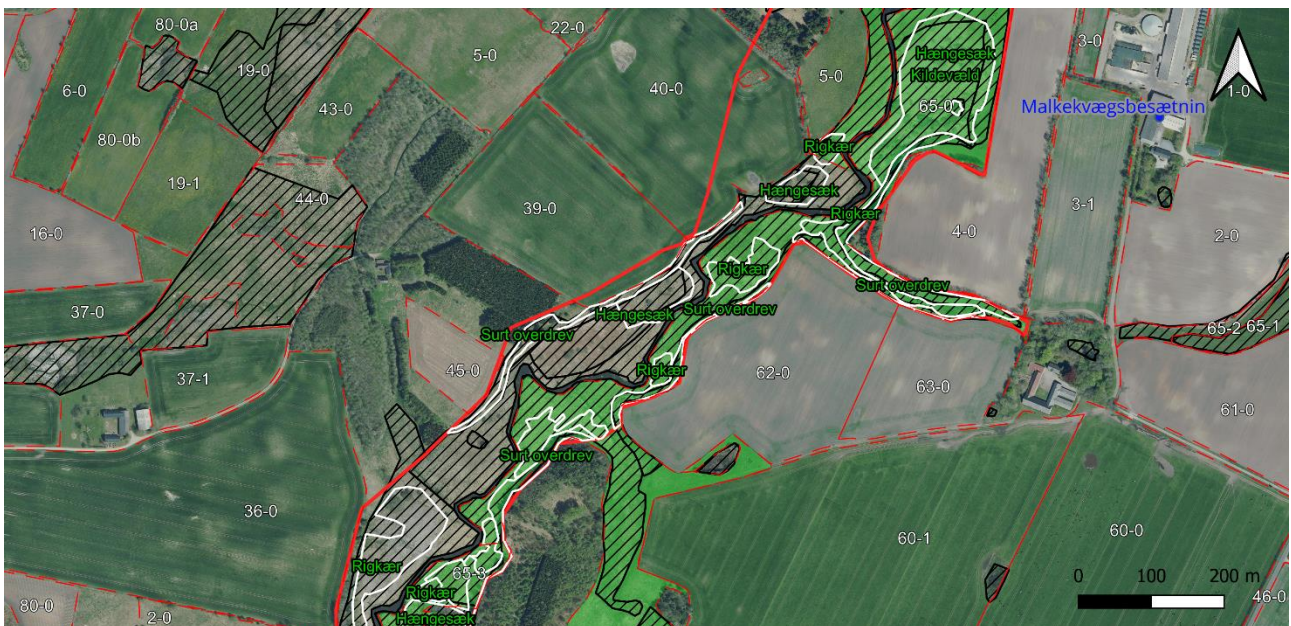 80-0a
22-0
5-0
3-0
19-0
Hængesæk
6-0
40-0
5-0
Kildevæld
1-0
43-0
65-0
Malkekvægsbesætnin
80-0b
Rigkær
19-1
44-0
Hængesæk
3-1
39-0
Rigkær
16-0
4-0
2-0
Rigkær
Surt overdrev
37-0
Hængesæk
Surt overdrev
Surt overdrev
65-2
65-1
37-1
45-0
Rigkær
62-0
63-0
61-0
Surt overdrev
36-0
60-1
60-0
Rigkær
65-3
0
100
200 m
80-0
2-0
Rigkær
Hængesæk
46-0